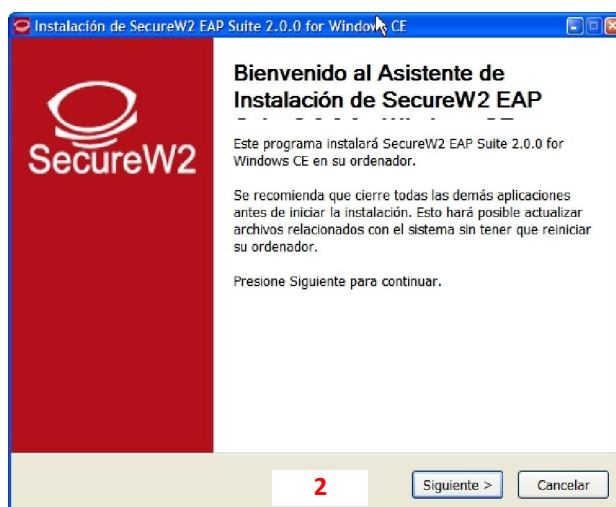 Instalación de SecureW2 EAP Suite 2.0.0 for Windows CE
SecureW2
Bienvenido al Asistente de
Instalación de SecureW2 EAP
Este programa instalará SecureW2 EAP Suite 2.0.0 for
Windows CE en su ordenador.
Se recomienda que cierre todas las demás aplicaciones
antes de iniciar la instalación. Esto hará posible actualizar
archivos relacionados con el sistema sin tener que reiniciar
su ordenador.
Presione Siguiente para continuar.
2
Siguiente >
Cancelar